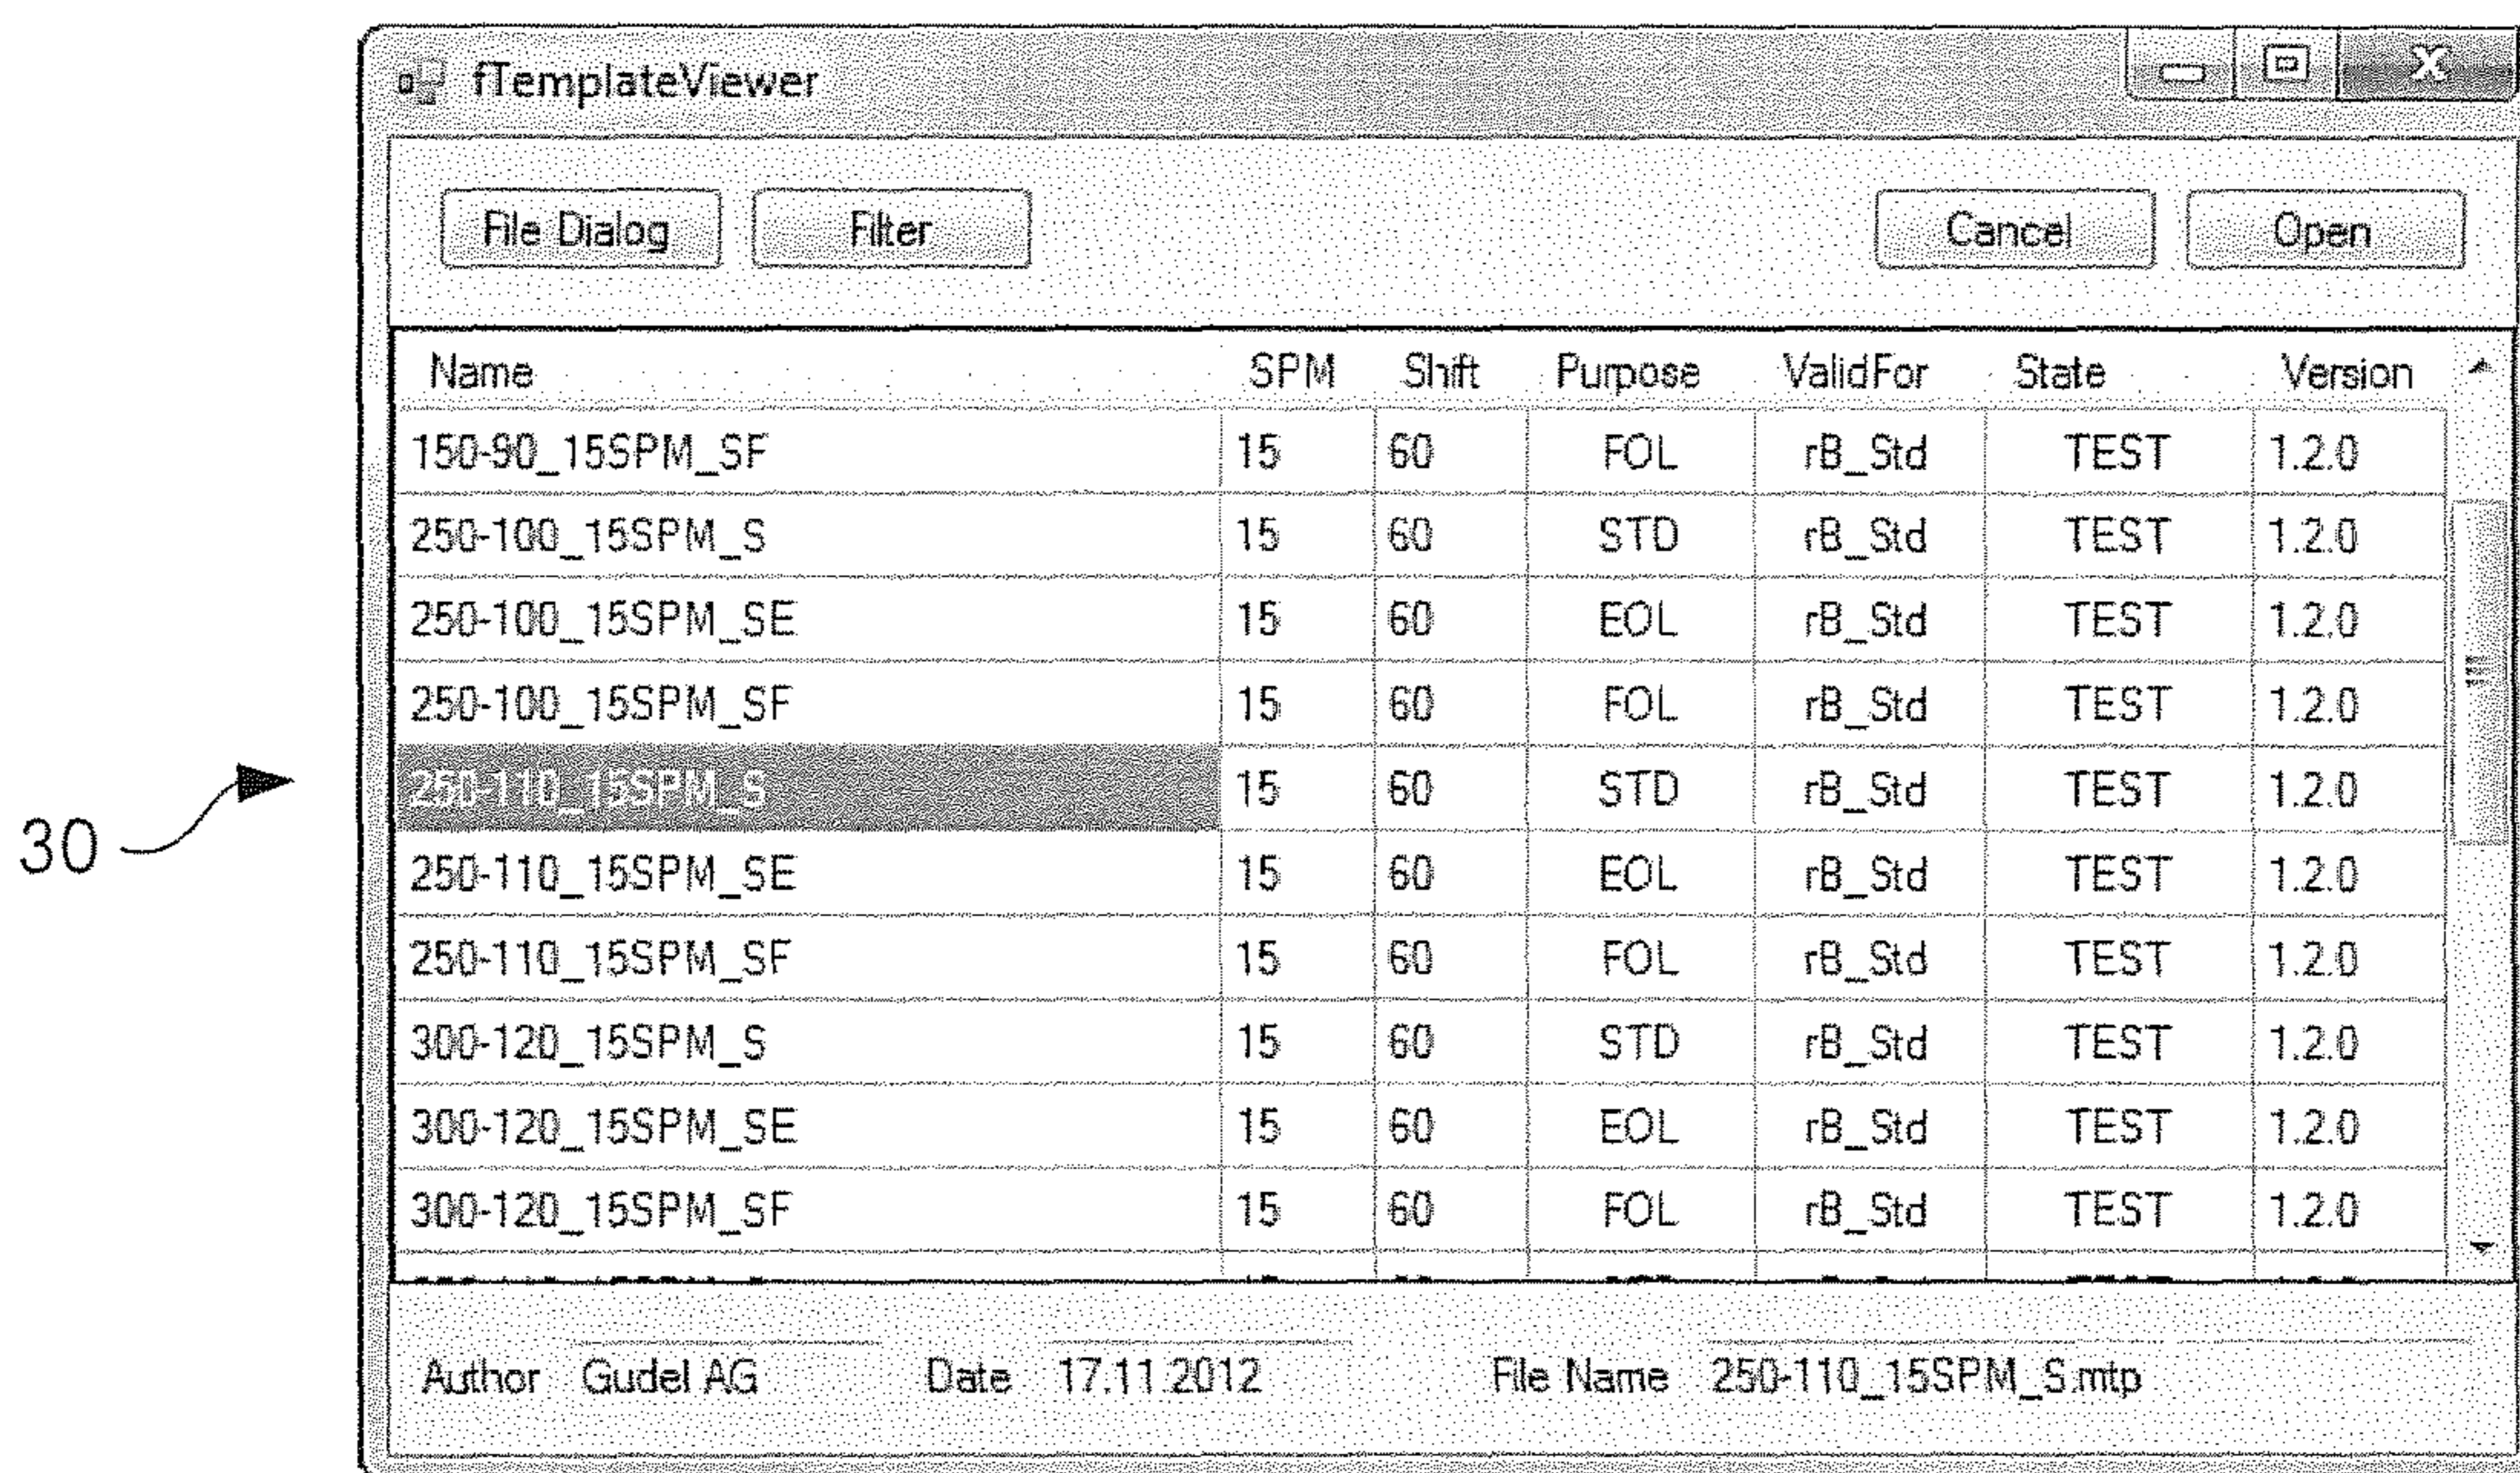 fTemplateViewer
File Dialog Filter Cancel Open
Name SPM Shift Purpose ValidFor State Version
150-90_15SPM_SF 15 60 FOL rB_Std TEST 1.2.0
250-100_15SPM_S 15 60 STD rB_Std TEST 1.2.0
250-100_15SPM_SE 15 60 EOL rB_Std TEST 1.2.0
250-100_15SPM_SF 15 60 FOL rB_Std TEST 1.2.0
250-110_15SPM_S 15 60 STD rB_Std TEST 1.2.0
30
250-110_15SPM_SE 15 60 EOL rB_Std TEST 1.2.0
250-110_15SPM_SF 15 60 FOL rB_Std TEST 1.2.0
300-120_15SPM_S 15 60 STD rB_Std TEST 1.2.0
300-120_15SPM_SE 15 60 EOL rB_Std TEST 1.2.0
300-120_15SPM_SF 15 60 FOL rB_Std TEST 1.2.0
Author Gudel AG Date 17.11.2012 File Name 250-110_15SPM_S.mtp